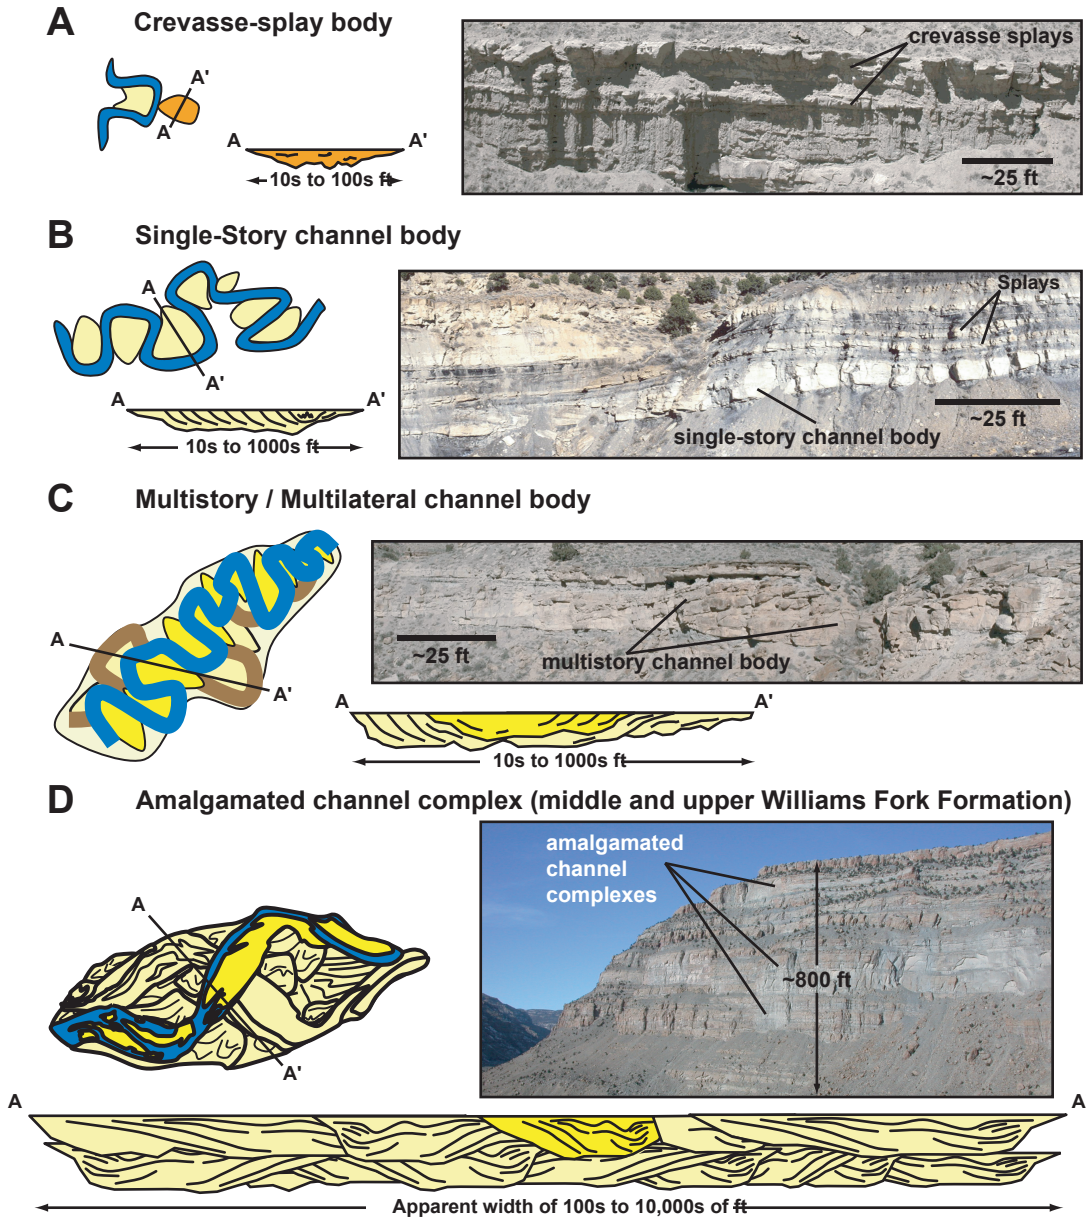 A Crevasse-splay body
A'
A
A A'
10s to 100s ft
crevasse splays
~25 ft
B Single-Story channel body
A
A'
A A'
10s to 1000s ft
Splays
~25 ft
single-story channel body
C Multistory / Multilateral channel body
A
A'
~25 ft
multistory channel body
A A'
10s to 1000s ft
D Amalgamated channel complex (middle and upper Williams Fork Formation)
A
A'
amalgamated
channel
complexes
~800 ft
A A
Apparent width of 100s to 10,000s of ft